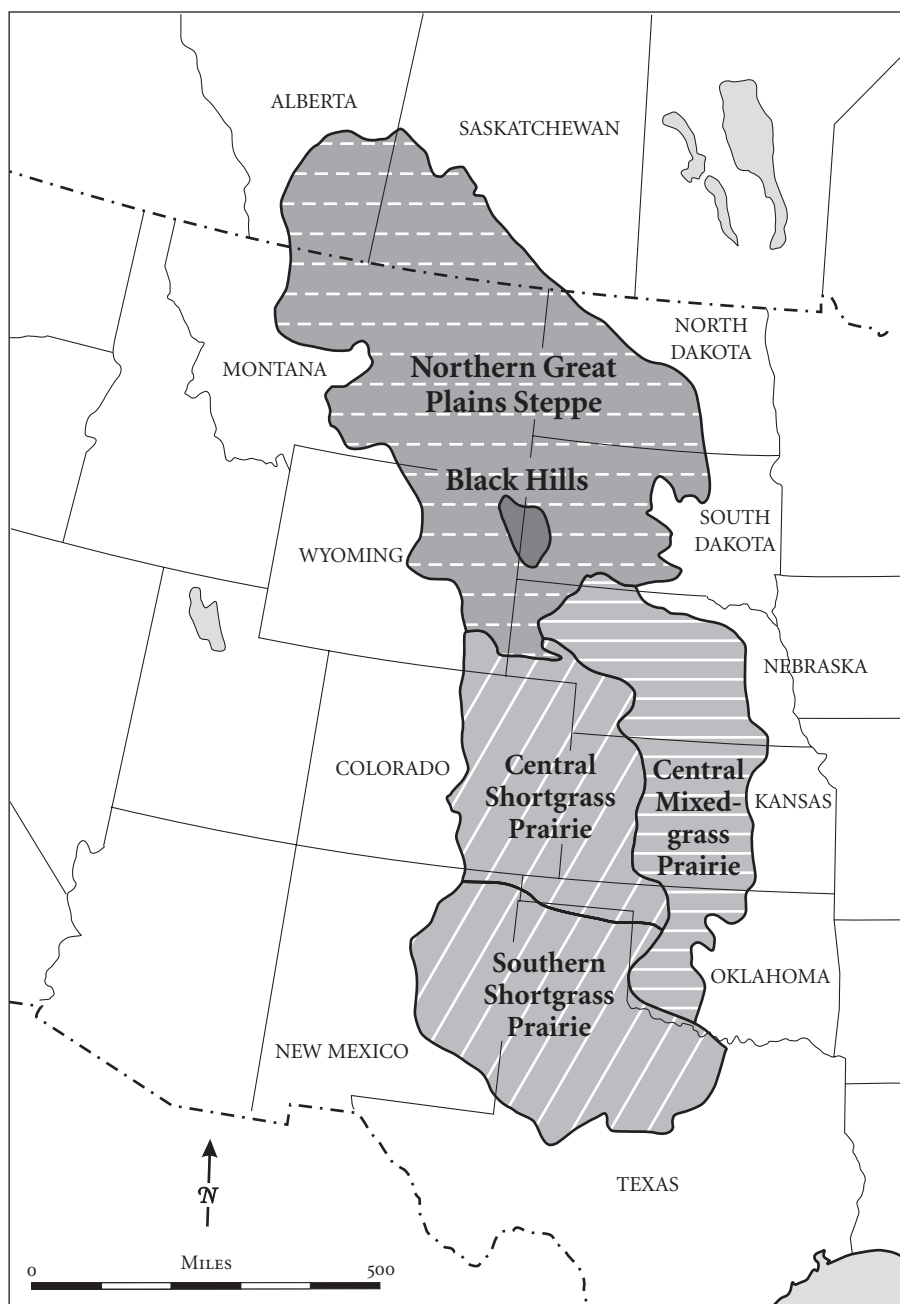 ALBERTA
SASKATCHEWAN
NORTH
DAKOTA
MONTANA
Northern Great
Plains Steppe
Black Hills
SOUTH
DAKOTA
WYOMING
NEBRASKA
COLORADO
Central
Shortgrass
Prairie
Central
Mixed-
grass
Prairie
KANSAS
Southern
Shortgrass
Prairie
OKLAHOMA
NEW MEXICO
N
TEXAS
MILES
0 500